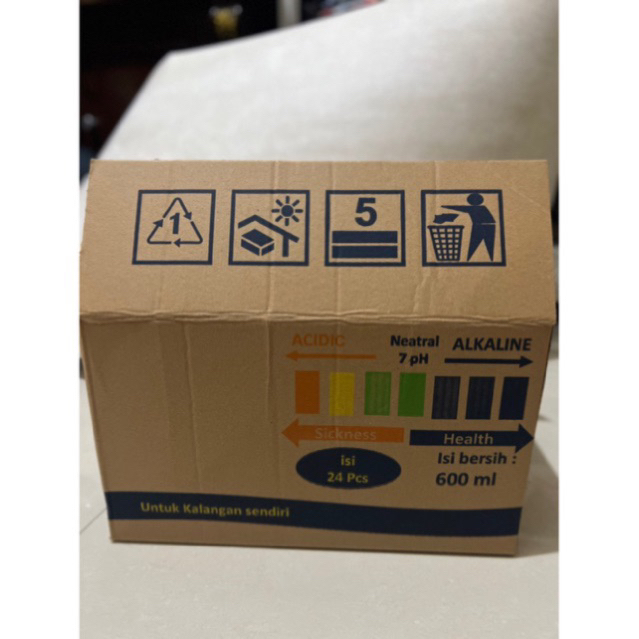 1
5
ACIDIC
Neatral
7 pH
ALKALINE
Sickness
Health
isi
24 Pcs
Isi bersih :
600 ml
Untuk Kalangan sendiri